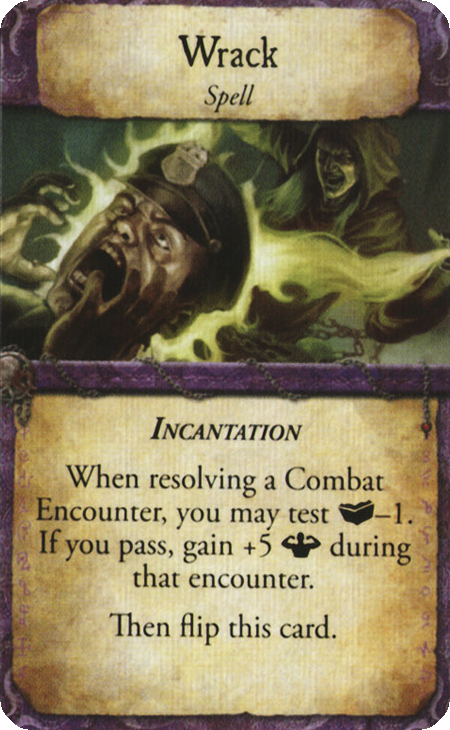 Wrack
Spell
INCANTATION
When resolving a Combat
Encounter, you may test –1.
If you pass, gain +5 during
that encounter.
Then flip this card.